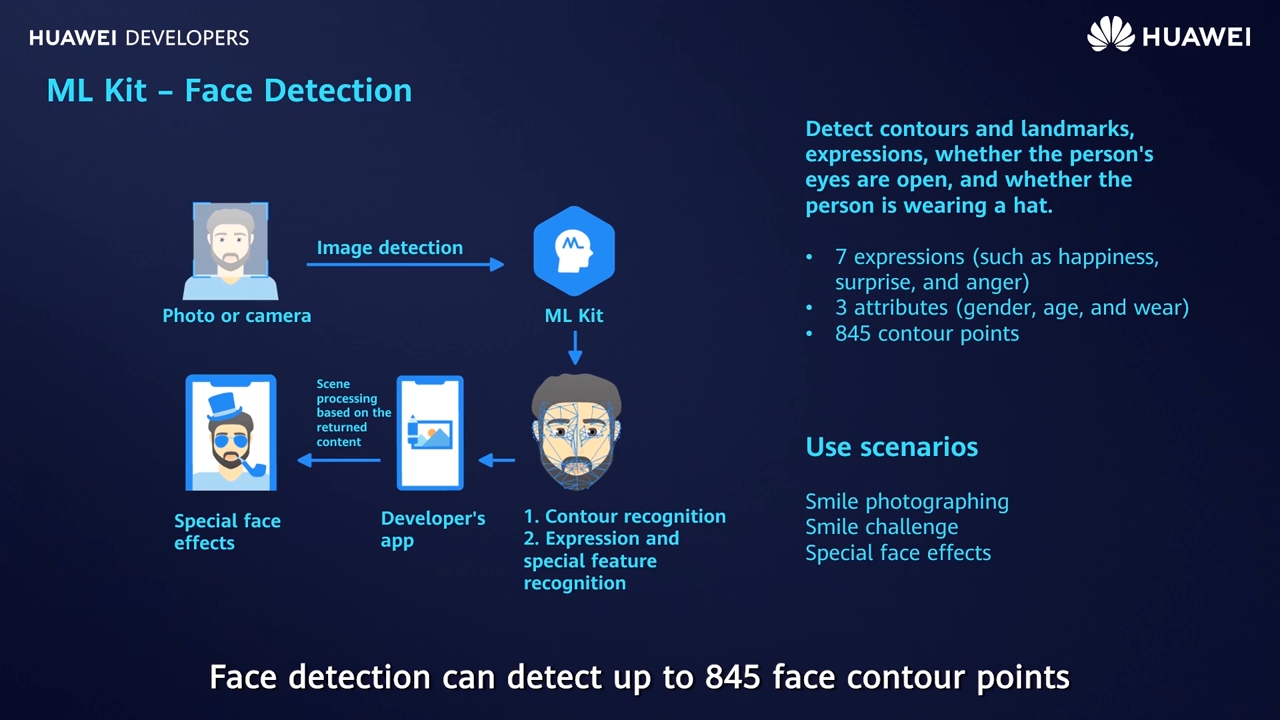 HUAWEI DEVELOPERS
HUAWEI
ML Kit – Face Detection
Image detection
Photo or camera
ML Kit
Scene
processing
based on the
returned
content
Special face
effects
Developer's
app
1. Contour recognition
2. Expression and
special feature
recognition
Detect contours and landmarks,
expressions, whether the person's
eyes are open, and whether the
person is wearing a hat.
• 7 expressions (such as happiness,
surprise, and anger)
• 3 attributes (gender, age, and wear)
• 845 contour points
Use scenarios
Smile photographing
Smile challenge
Special face effects
Face detection can detect up to 845 face contour points